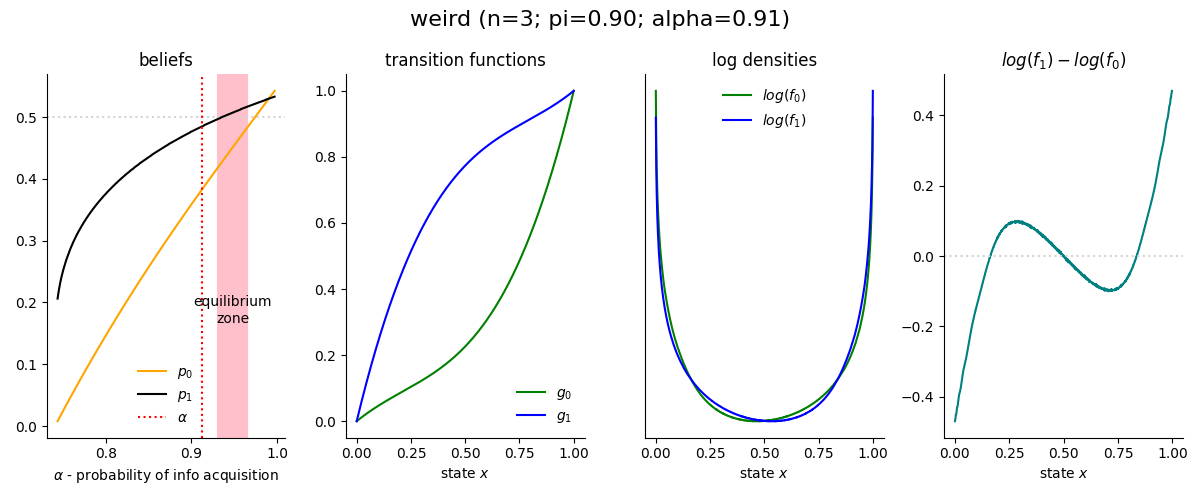 weird (n=3; pi=0.90; alpha=0.91)
beliefs
0.5
0.4
0.3
0.2
0.1
0.0
equilibrium
zone
p₀
p₁
α
0.8 0.9 1.0
α - probability of info acquisition
transition functions
1.0
0.8
0.6
0.4
0.2
0.0
g₀
g₁
0.00 0.25 0.50 0.75 1.00
state x
log densities
log(f₀)
log(f₁)
0.00 0.25 0.50 0.75 1.00
state x
log(f₁) − log(f₀)
0.4
0.2
0.0
−0.2
−0.4
0.00 0.25 0.50 0.75 1.00
state x